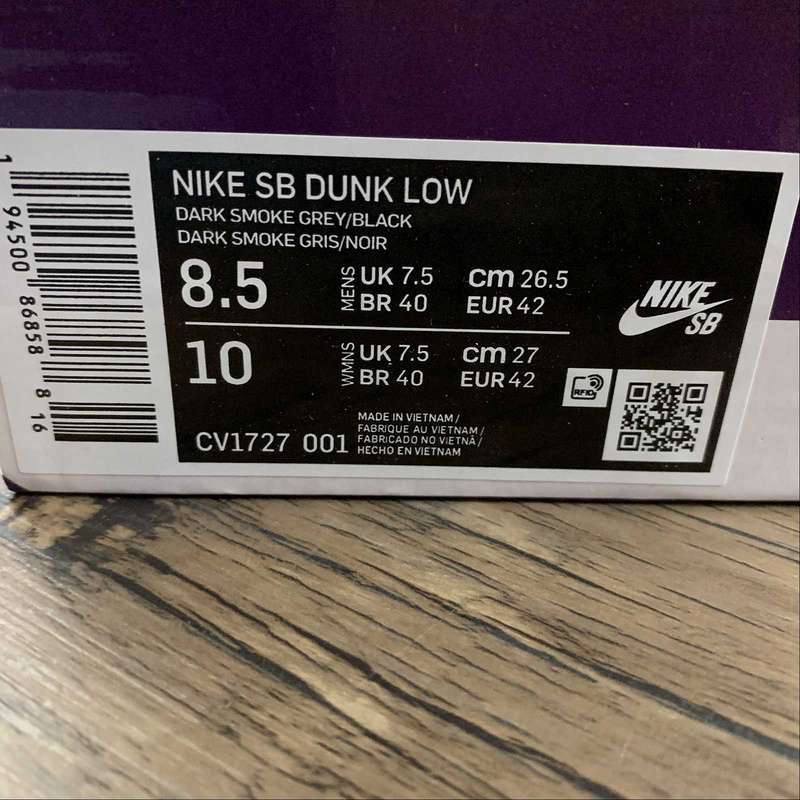 NIKE SB DUNK LOW
DARK SMOKE GREY/BLACK
DARK SMOKE GRIS/NOIR
8.5 MENS UK 7.5 cm 26.5
BR 40 EUR 42
10 WMNS UK 7.5 cm 27
BR 40 EUR 42
CV1727 001
MADE IN VIETNAM /
FABRIQUE AU VIETNAM /
FABRICADO NO VIETNÃ /
HECHO EN VIETNAM
NIKE
SB
RFID
1 94500 86858 8 16